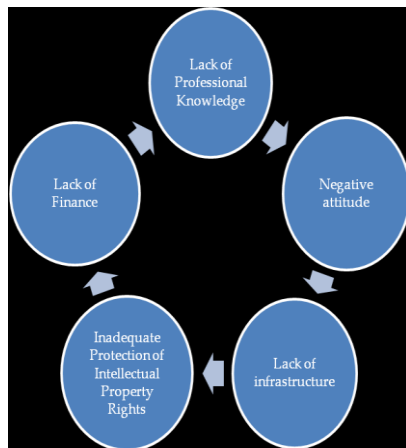 Lack of
Professional
Knowledge
Negative
attitude
Lack of
infrastructure
Inadequate
Protection of
Intellectual
Property
Rights
Lack of
Finance